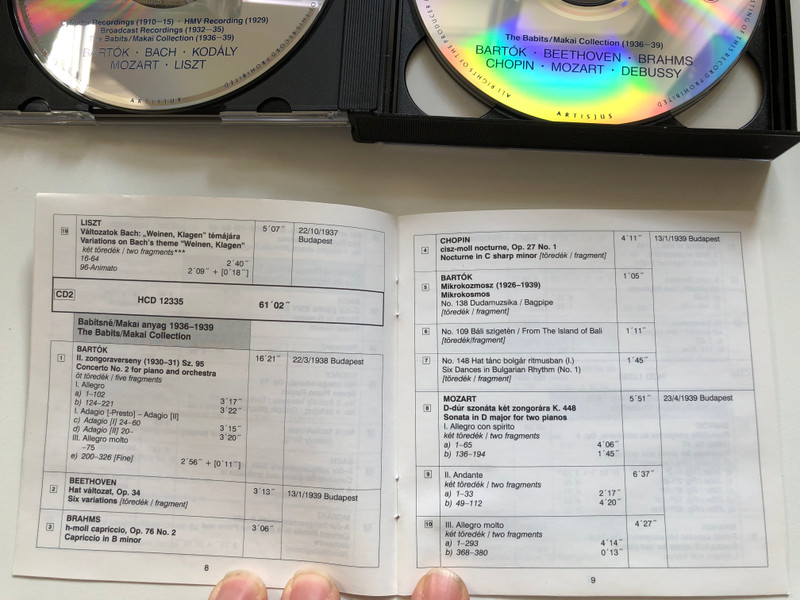 Recordings (1910–15) · HMV Recording (1929)
Broadcast Recordings (1932–35)
The Babits/Makai Collection (1936–39)
BARTÓK · BACH · KODÁLY
MOZART · LISZT
ARTISJUS
The Babits/Makai Collection (1936–39)
BARTÓK · BEETHOVEN · BRAHMS
CHOPIN · MOZART · DEBUSSY
ARTISJUS
ALL RIGHTS OF THE PRODUCER
OF THIS RECORD PROHIBITED
LISZT
Változatok Bach: „Weinen, Klagen" témájára 5´07˝ 22/10/1937
Variations on Bach's theme "Weinen, Klagen" Budapest
két töredék / two fragments***
16-64 2´40˝
96-Animato 2´09˝ + [0´18˝]
CD2 HCD 12335 61´02˝
Babitsné/Makai anyag 1936–1939
The Babits/Makai Collection
BARTÓK
1 II. zongoraverseny (1930–31) Sz. 95 16´21˝ 22/3/1938 Budapest
Concerto No. 2 for piano and orchestra
öt töredék / five fragments
I. Allegro
a) 1–102 3´17˝
b) 124–221 3´22˝
I. Adagio [-Presto] – Adagio [II]
c) Adagio [I] 24–60 3´15˝
d) Adagio [II] 20– 3´20˝
III. Allegro molto
–75
e) 200–326 [Fine] 2´56˝ + [0´11˝]
BEETHOVEN
2 Hat változat, Op. 34 3´13˝ 13/1/1939 Budapest
Six variations [töredék / fragment]
BRAHMS
3 h-moll capriccio, Op. 76 No. 2 3´06˝
Capriccio in B minor
8
CHOPIN 4´11˝ 13/1/1939 Budapest
4 cisz-moll nocturne, Op. 27 No. 1
Nocturne in C sharp minor [töredék / fragment]
BARTÓK 1´05˝
5 Mikrokozmosz (1926–1939)
Mikrokosmos
No. 138 Dudamuzsika / Bagpipe
[töredék / fragment]
6 No. 109 Báli szigetén / From The Island of Bali 1´11˝
[töredék/fragment]
7 No. 148 Hat tánc bolgár ritmusban (I.) 1´45˝
Six Dances in Bulgarian Rhythm (No. 1)
[töredék / fragment]
MOZART 5´51˝ 23/4/1939 Budapest
8 D-dúr szonáta két zongorára K. 448
Sonata in D major for two pianos
I. Allegro con spirito
két töredék / two fragments
a) 1–65 4´06˝
b) 136–194 1´45˝
9 II. Andante 6´37˝
két töredék / two fragments
a) 1–33 2´17˝
b) 49–112 4´20˝
10 III. Allegro molto 4´27˝
két töredék / two fragments
a) 1–293 4´14˝
b) 368–380 0´13˝
9